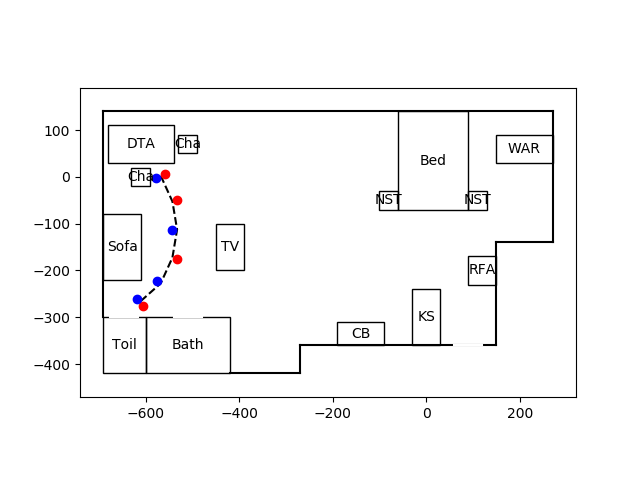 DTA Cha
Cha
Bed
WAR
NST NST
Sofa TV
RFA
Toil Bath CB KS
100
0
−100
−200
−300
−400
−600 −400 −200 0 200